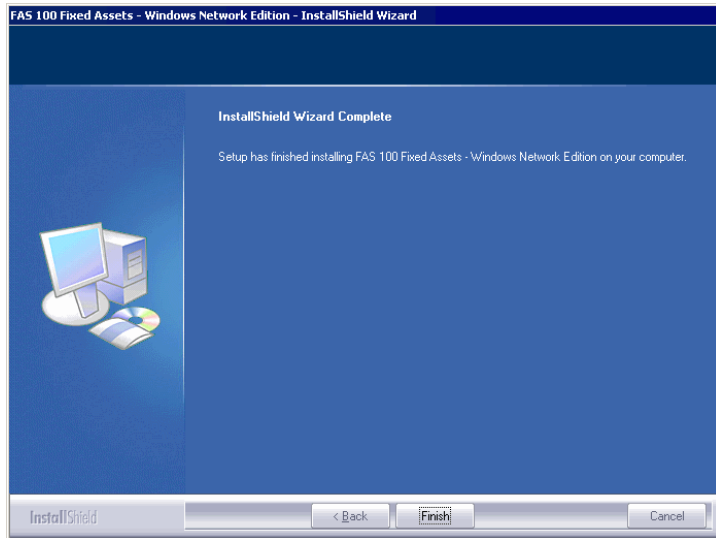 FAS 100 Fixed Assets - Windows Network Edition - InstallShield Wizard
InstallShield Wizard Complete
Setup has finished installing FAS 100 Fixed Assets - Windows Network Edition on your computer.
InstallShield
< Back
Finish
Cancel